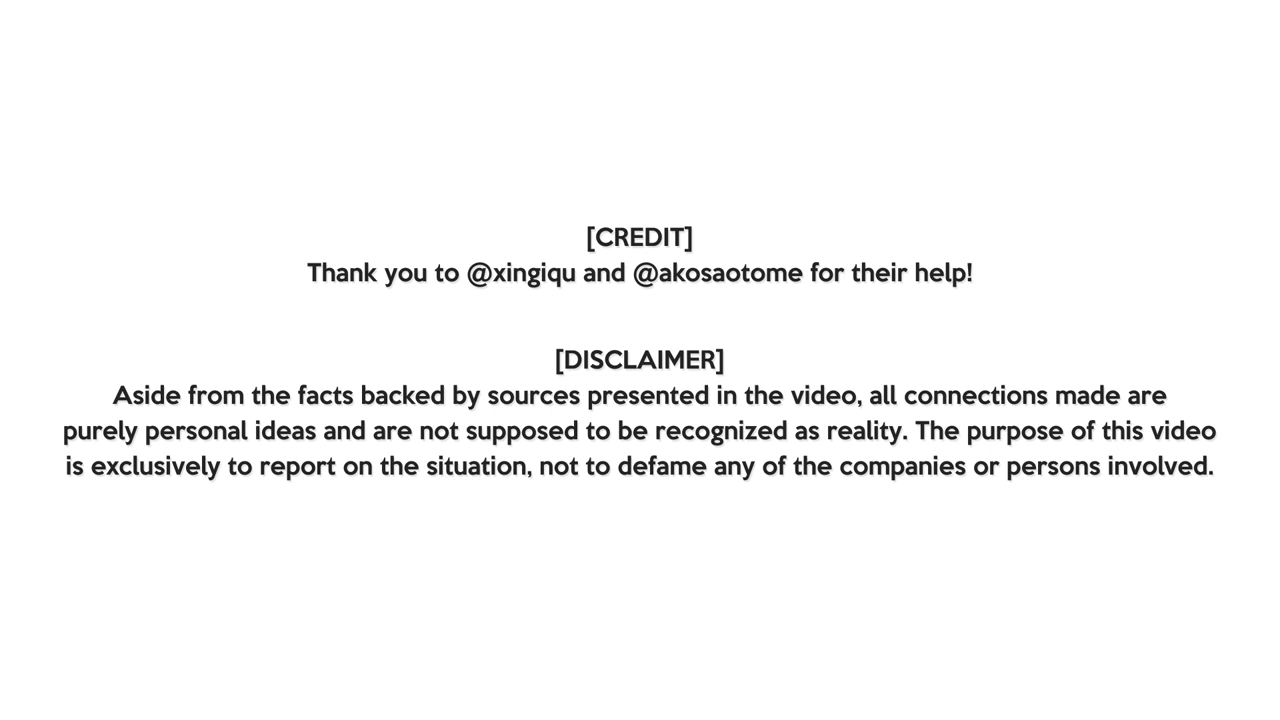 [CREDIT]
Thank you to @xingiqu and @akosaotome for their help!
[DISCLAIMER]
Aside from the facts backed by sources presented in the video, all connections made are
purely personal ideas and are not supposed to be recognized as reality. The purpose of this video
is exclusively to report on the situation, not to defame any of the companies or persons involved.